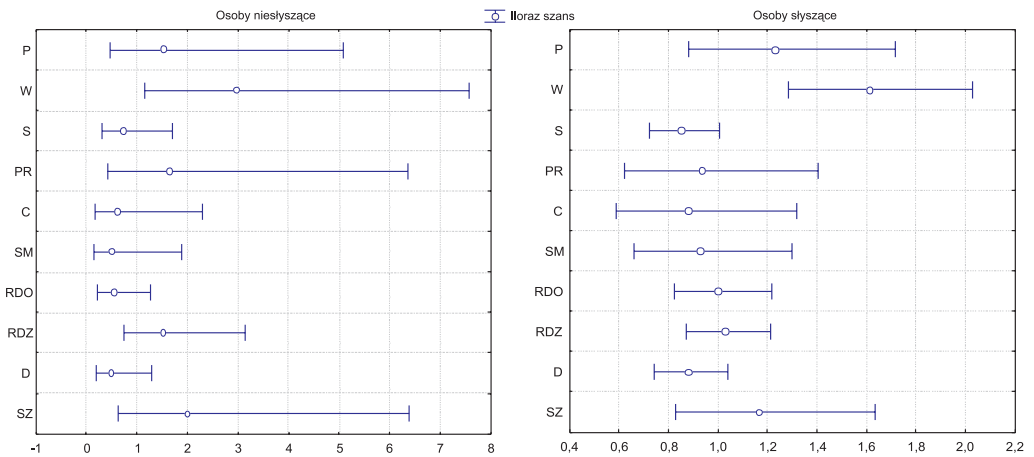 Osoby niesłyszące
Iloraz szans
Osoby słyszące
P
W
S
PR
C
SM
RDO
RDZ
D
SZ
-1 0 1 2 3 4 5 6 7 8
P
W
S
PR
C
SM
RDO
RDZ
D
SZ
0,4 0,6 0,8 1,0 1,2 1,4 1,6 1,8 2,0 2,2